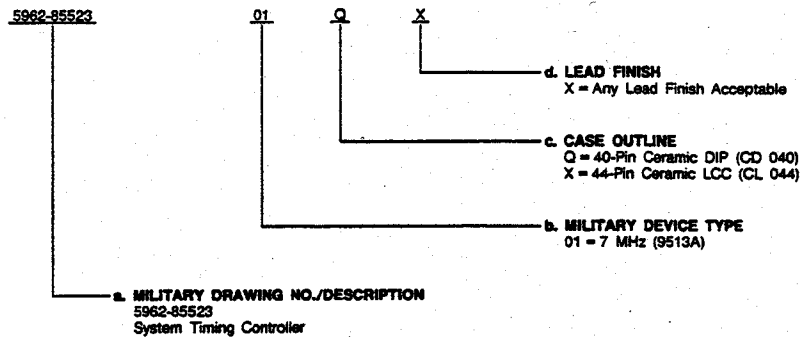 5962-85523 01 Q X
d. LEAD FINISH
X = Any Lead Finish Acceptable
c. CASE OUTLINE
Q = 40-Pin Ceramic DIP (CD 040)
X = 44-Pin Ceramic LCC (CL 044)
b. MILITARY DEVICE TYPE
01 = 7 MHz (9513A)
a. MILITARY DRAWING NO./DESCRIPTION
5962-85523
System Timing Controller